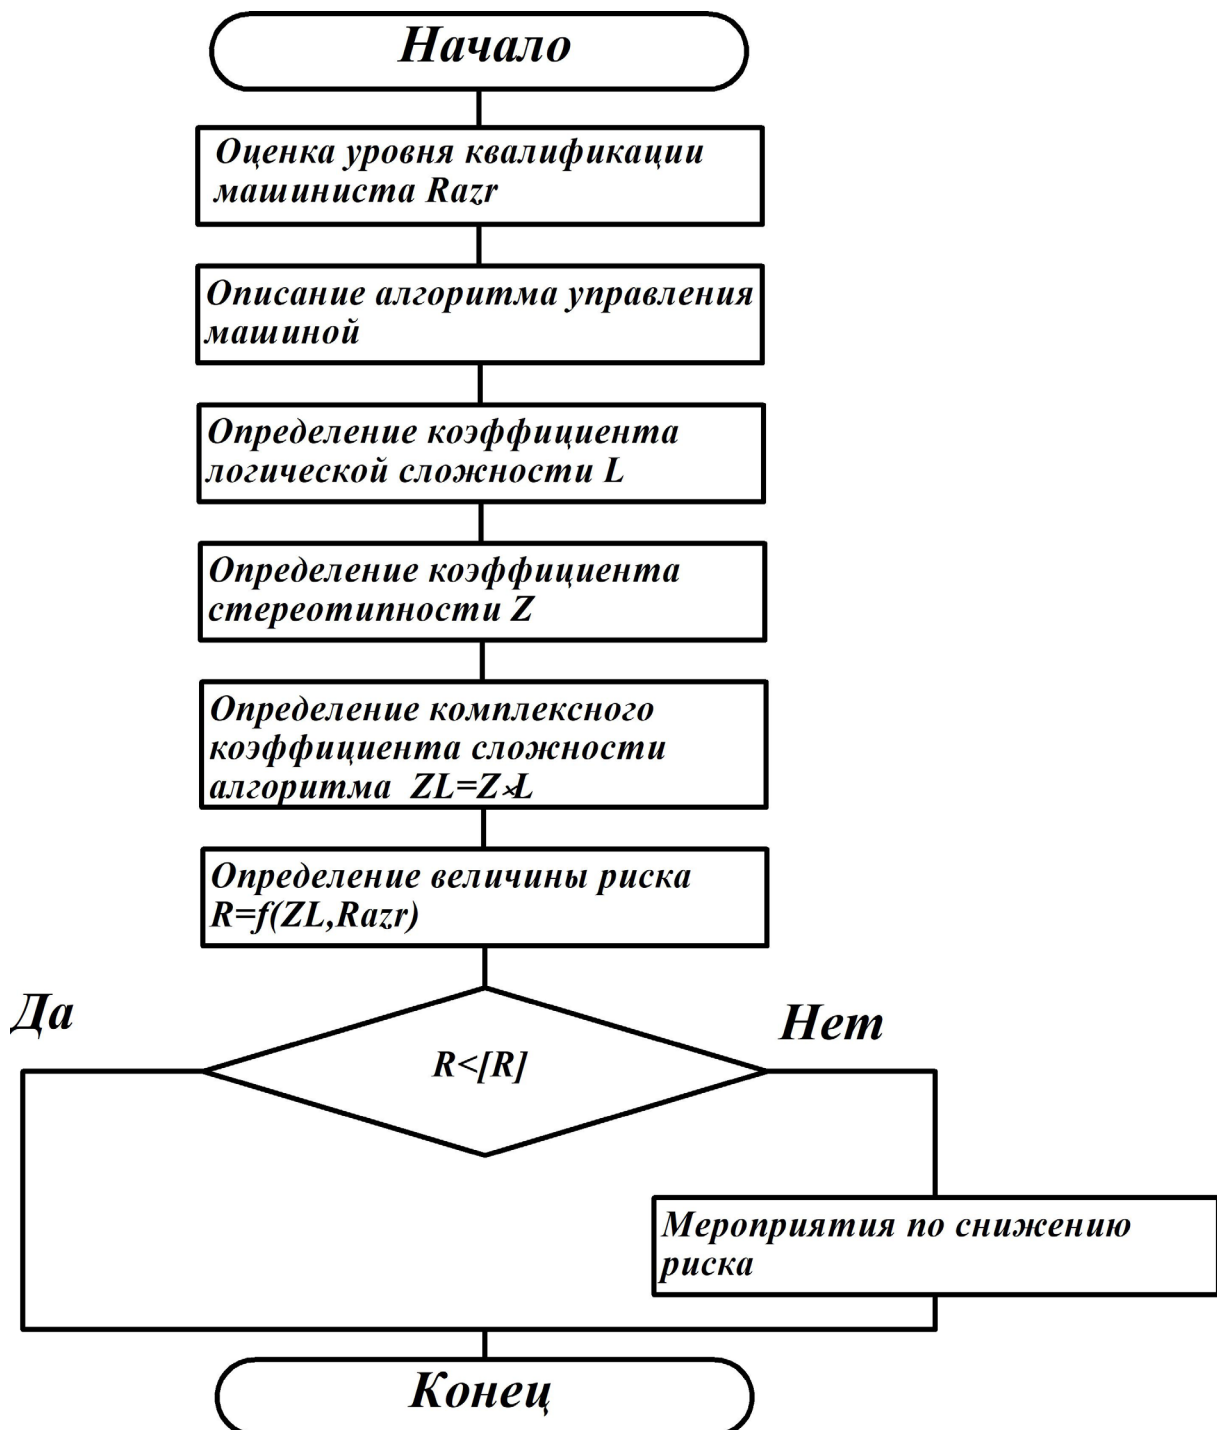 Начало
Оценка уровня квалификации
машиниста Razr
Описание алгоритма управления
машиной
Определение коэффициента
логической сложности L
Определение коэффициента
стереотипности Z
Определение комплексного
коэффициента сложности
алгоритма ZL=Z×L
Определение величины риска
R=f(ZL,Razr)
Да
Нет
R<[R]
Мероприятия по снижению
риска
Конец